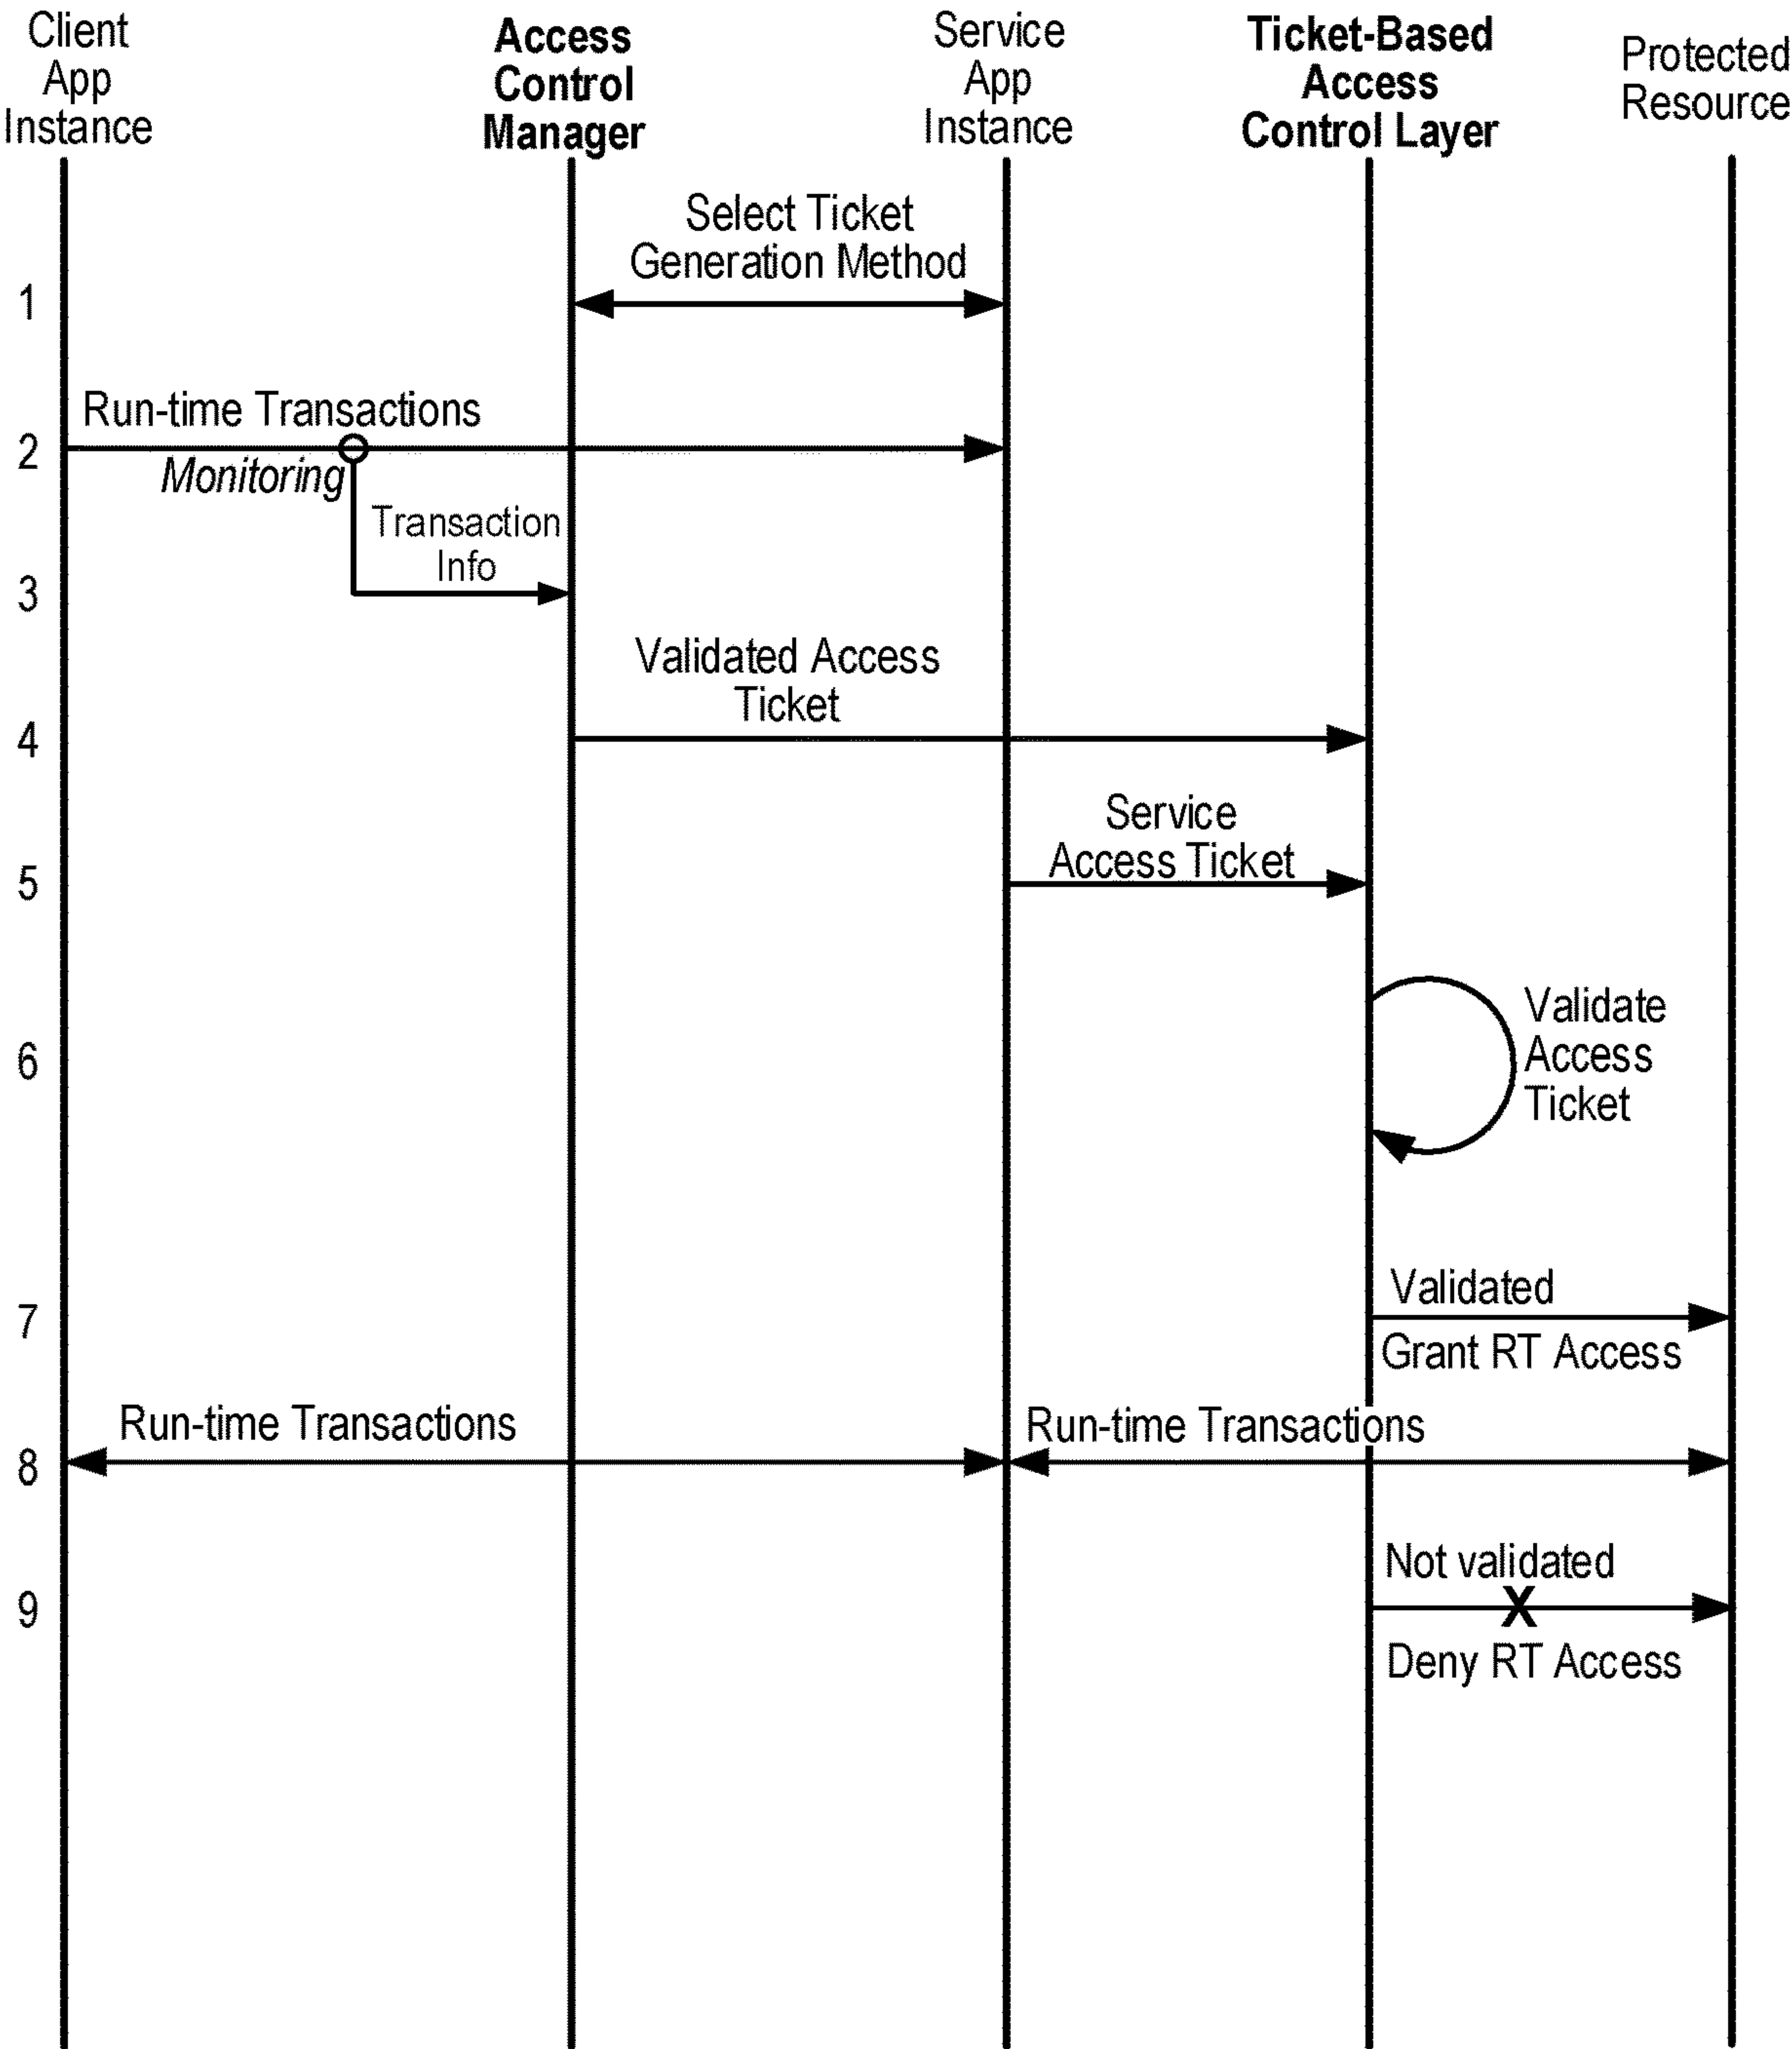 Client
App
Instance
Access
Control
Manager
Service
App
Instance
Ticket-Based
Access
Control Layer
Protected
Resource
Select Ticket
Generation Method
1
Run-time Transactions
2
Monitoring
Transaction
Info
3
Validated Access
Ticket
4
Service
Access Ticket
5
Validate
Access
Ticket
6
Validated
7
Grant RT Access
Run-time Transactions
Run-time Transactions
8
Not validated
9
X
Deny RT Access